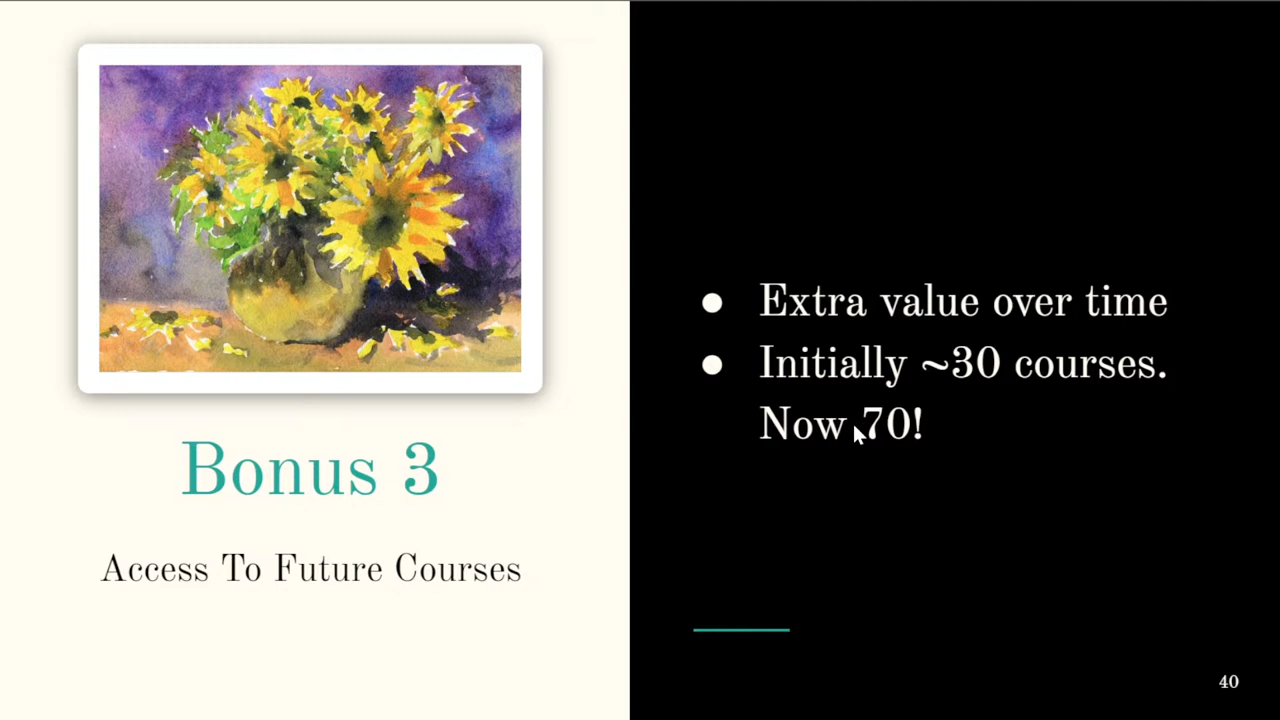 Bonus 3
Access To Future Courses
● Extra value over time
● Initially ~30 courses.
Now 70!
40